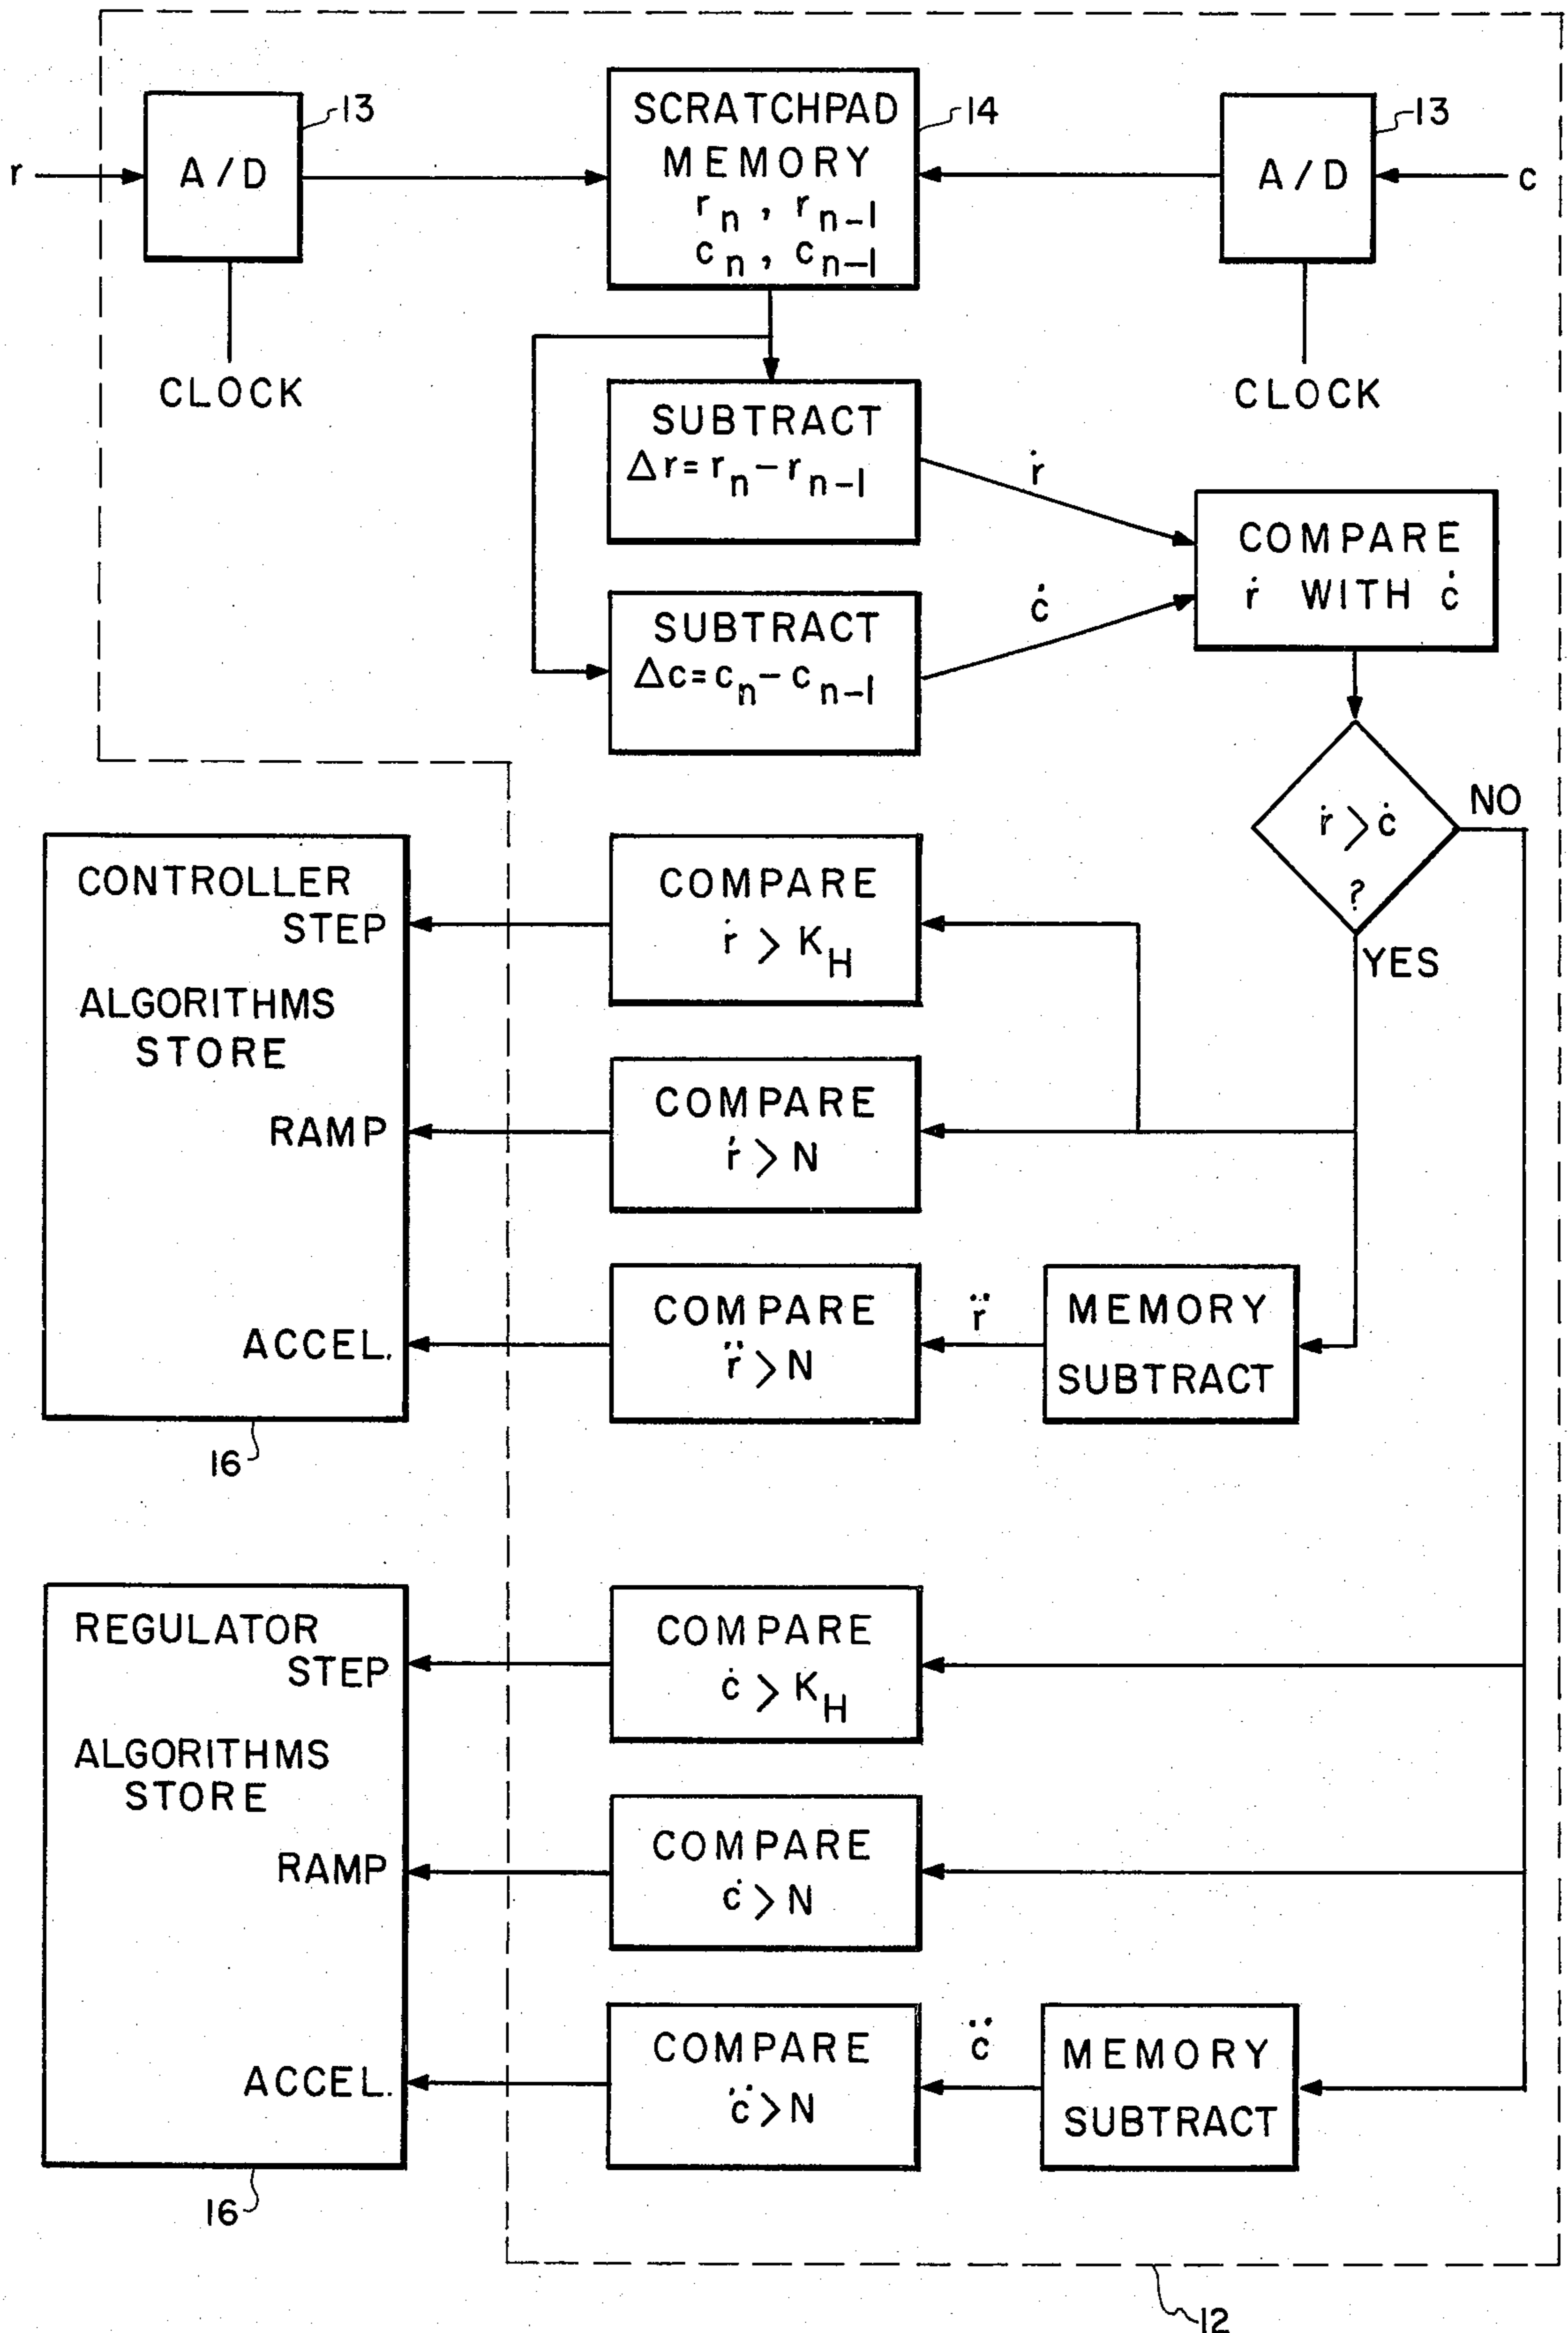 r
A/D
13
CLOCK
SCRATCHPAD
MEMORY
rₙ, rₙ₋₁
cₙ, cₙ₋₁
14
A/D
13
c
CLOCK
SUBTRACT
Δr=rₙ-rₙ₋₁
ṙ
SUBTRACT
Δc=cₙ-cₙ₋₁
ċ
COMPARE
ṙ WITH ċ
ṙ > ċ
?
NO
YES
CONTROLLER
STEP
ALGORITHMS
STORE
RAMP
ACCEL.
16
COMPARE
ṙ > K_H
COMPARE
ṙ > N
COMPARE
r̈ > N
r̈
MEMORY
SUBTRACT
REGULATOR
STEP
ALGORITHMS
STORE
RAMP
ACCEL.
16
COMPARE
ċ > K_H
COMPARE
ċ > N
COMPARE
c̈ > N
c̈
MEMORY
SUBTRACT
12